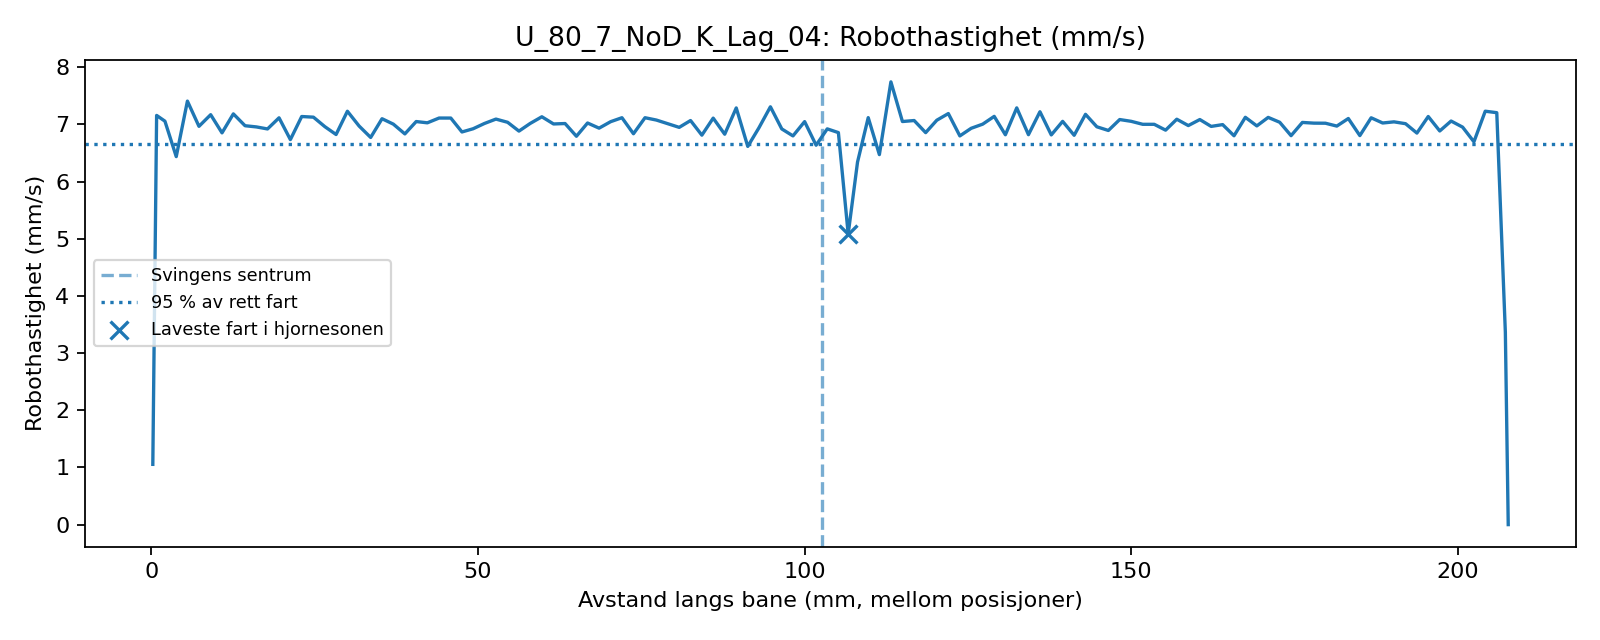 U_80_7_NoD_K_Lag_04: Robothastighet (mm/s)
8
7
6
5
4
3
2
1
0
Robothastighet (mm/s)
Svingens sentrum
95 % av rett fart
Laveste fart i hjornesonen
0
50
100
150
200
Avstand langs bane (mm, mellom posisjoner)